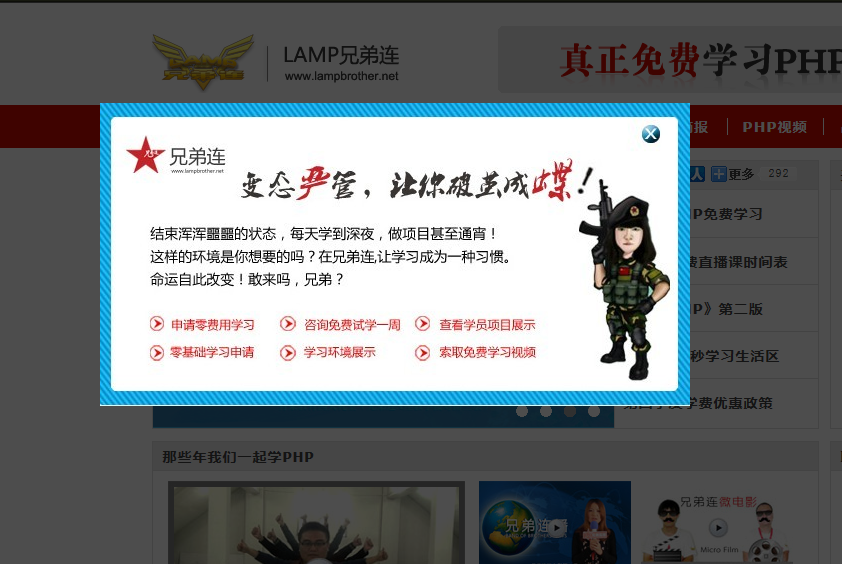 LAMP兄弟连
www.lampbrother.net
真正免费学习PHP
PHP视频
兄弟连
www.lampbrother.net
变态严管，让你破茧成蝶！
更多 292
P免费学习
结束浑浑噩噩的状态，每天学到深夜，做项目甚至通宵！
这样的环境是你想要的吗？在兄弟连,让学习成为一种习惯。
费直播课时间表
命运自此改变！敢来吗，兄弟？
P》第二版
申请零费用学习
咨询免费试学一周
查看学员项目展示
零基础学习申请
学习环境展示
索取免费学习视频
秒学习生活区
学费优惠政策
那些年我们一起学PHP
兄弟连微电影
Micro Film